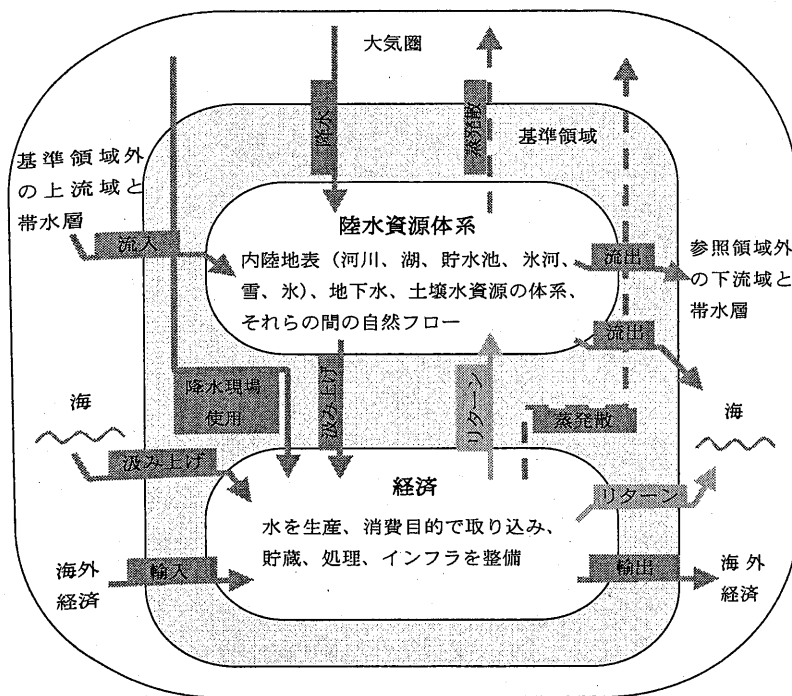 大気圏
降水
蒸発散
基準領域
基準領域外
の上流域と
帯水層
流入
陸水資源体系
内陸地表（河川、湖、貯水池、氷河、
雪、氷）、地下水、土壌水資源の体系、
それらの間の自然フロー
流出
参照領域外
の下流域と
帯水層
流出
降水現場
使用
汲み上げ
リターン
蒸発散
海
海
汲み上げ
経済
水を生産、消費目的で取り込み、
貯蔵、処理、インフラを整備
リターン
海外
経済
輸入
輸出
海外
経済